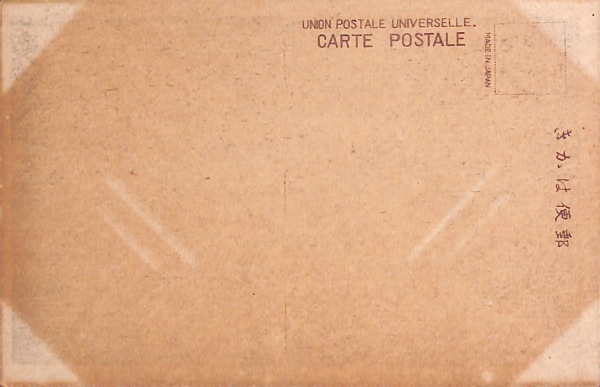 UNION POSTALE UNIVERSELLE.
CARTE POSTALE
MADE IN JAPAN
きかは便郵